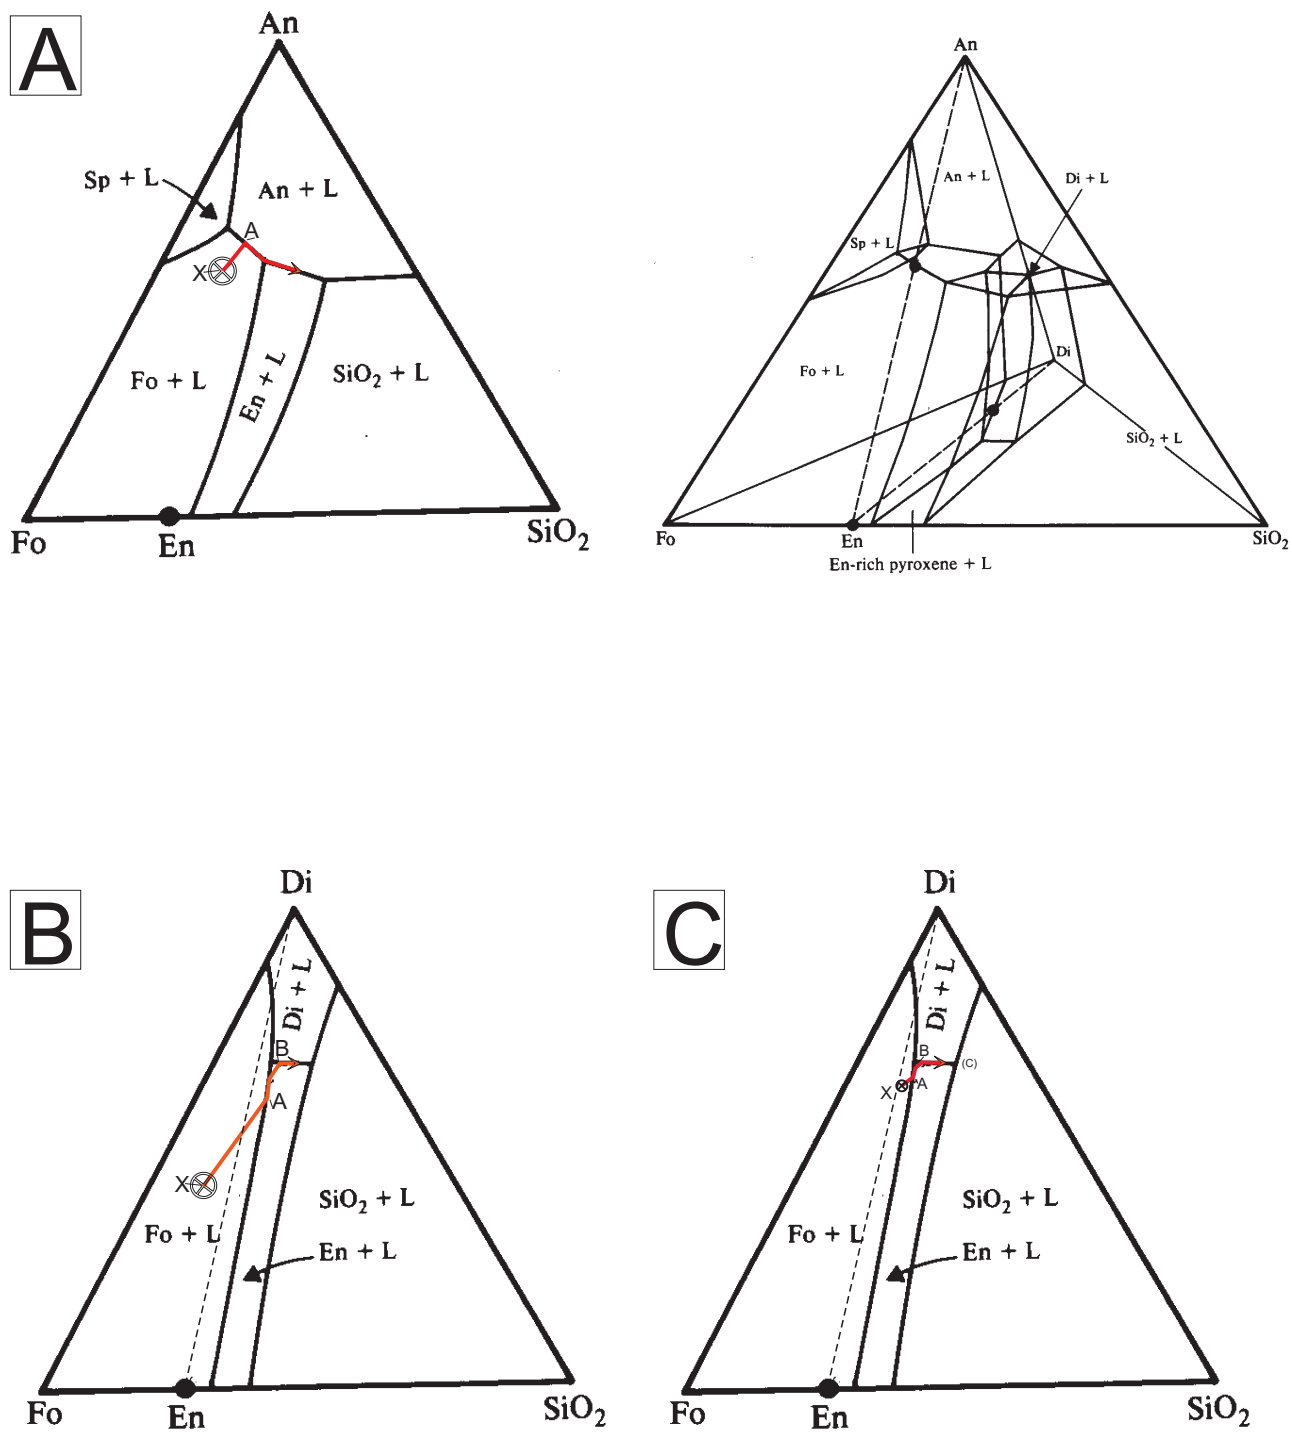 A
An
Sp + L
An + L
A
X
Fo + L
En + L
SiO₂ + L
Fo
En
SiO₂
An
An + L
Di + L
Sp + L
Di
Fo + L
SiO₂ + L
Fo
En
SiO₂
En-rich pyroxene + L
B
Di
Di + L
B
A
X
SiO₂ + L
Fo + L
En + L
Fo
En
SiO₂
C
Di
Di + L
B
(C)
X
A
SiO₂ + L
Fo + L
En + L
Fo
En
SiO₂